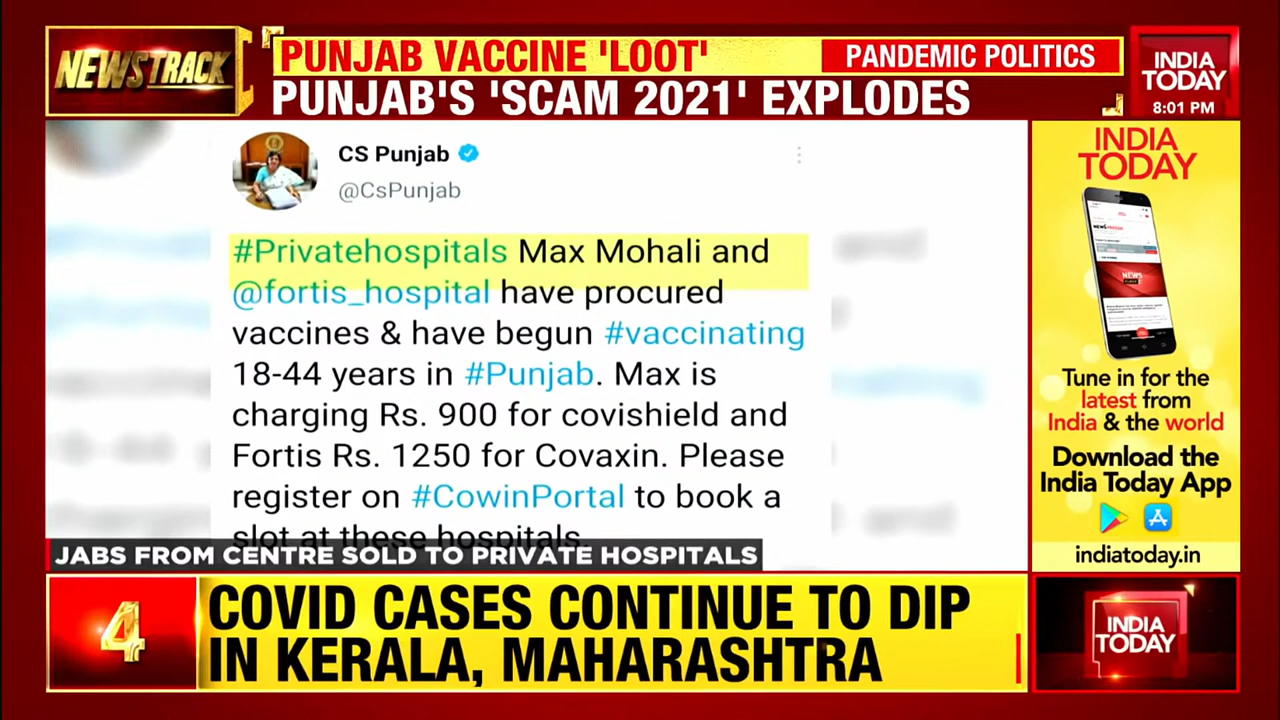 NEWSTRACK
PUNJAB VACCINE 'LOOT'
PANDEMIC POLITICS
PUNJAB'S 'SCAM 2021' EXPLODES
INDIA
TODAY
8:01 PM
CS Punjab
@CsPunjab
#Privatehospitals Max Mohali and
@fortis_hospital have procured
vaccines & have begun #vaccinating
18-44 years in #Punjab. Max is
charging Rs. 900 for covishield and
Fortis Rs. 1250 for Covaxin. Please
register on #CowinPortal to book a
slot at these hospitals.
JABS FROM CENTRE SOLD TO PRIVATE HOSPITALS
INDIA
TODAY
Tune in for the
latest from
India & the world
Download the
India Today App
indiatoday.in
4
COVID CASES CONTINUE TO DIP
IN KERALA, MAHARASHTRA
INDIA
TODAY